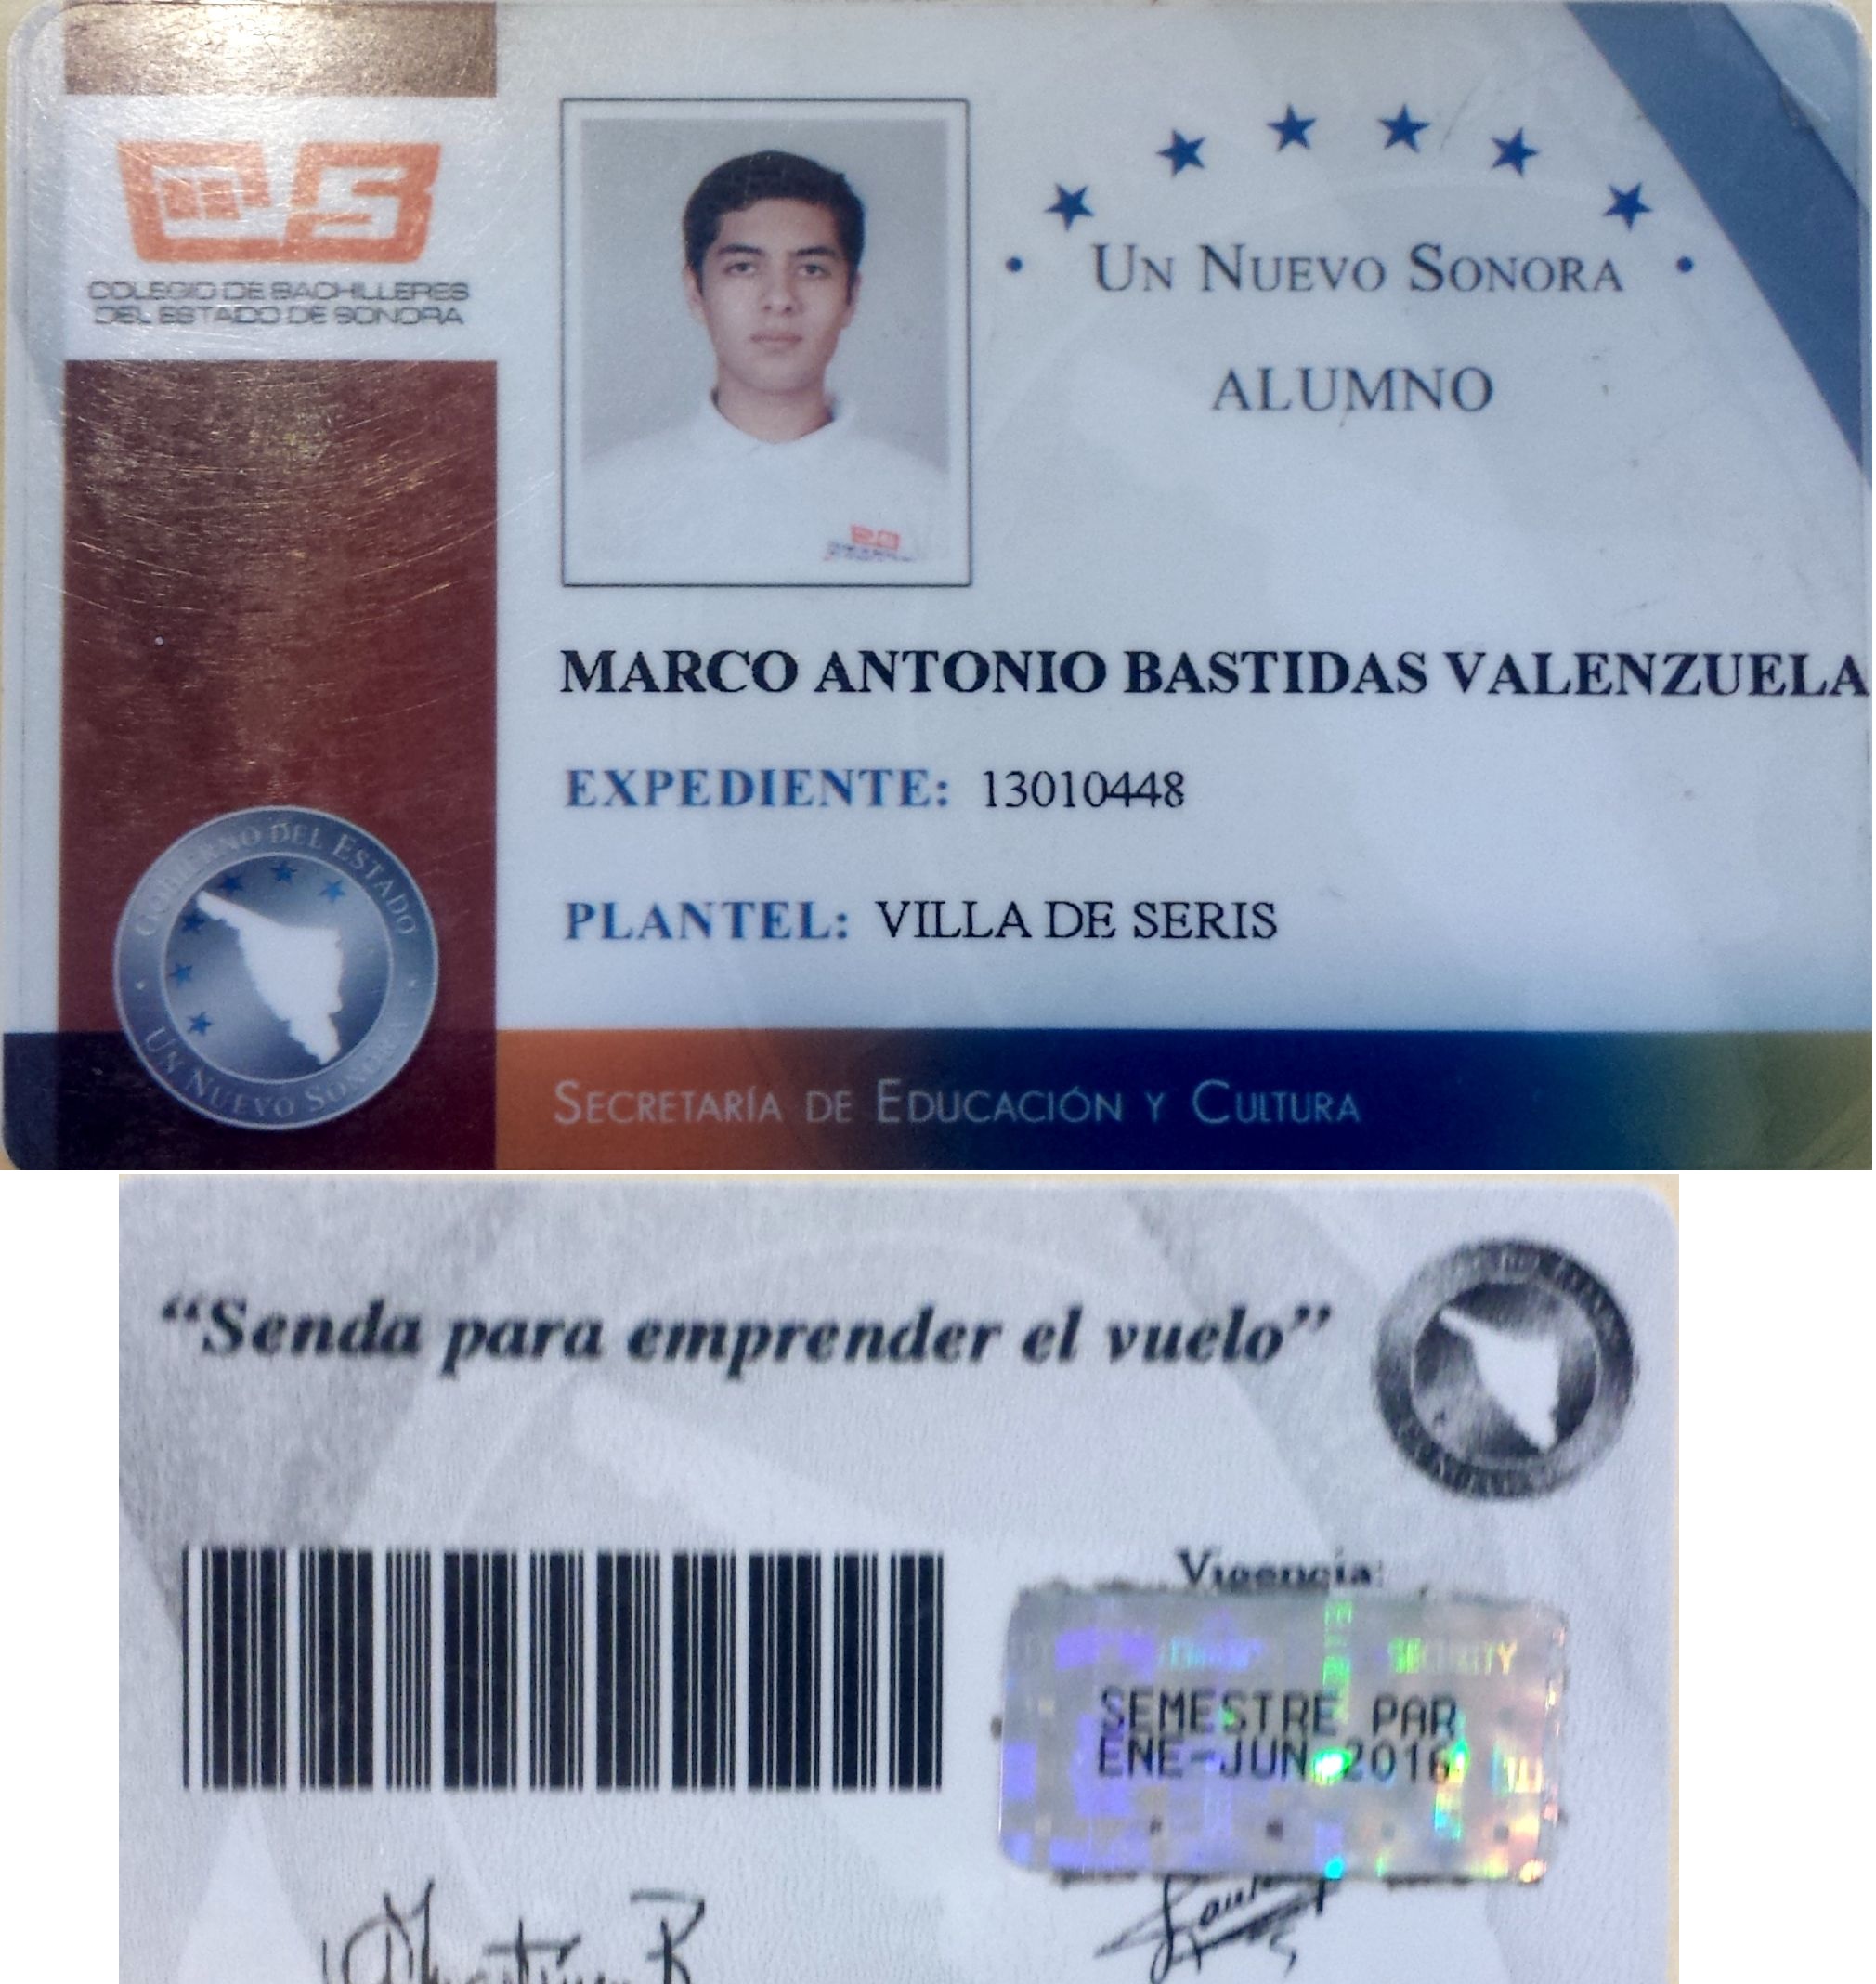 COLEGIO DE BACHILLERES
DEL ESTADO DE SONORA
UN NUEVO SONORA
ALUMNO
MARCO ANTONIO BASTIDAS VALENZUELA
EXPEDIENTE: 13010448
PLANTEL: VILLA DE SERIS
GOBIERNO DEL ESTADO
UN NUEVO SONORA
SECRETARÍA DE EDUCACIÓN Y CULTURA
“Senda para emprender el vuelo”
Vigencia:
SECURITY
SEMESTRE PAR
ENE-JUN 2016